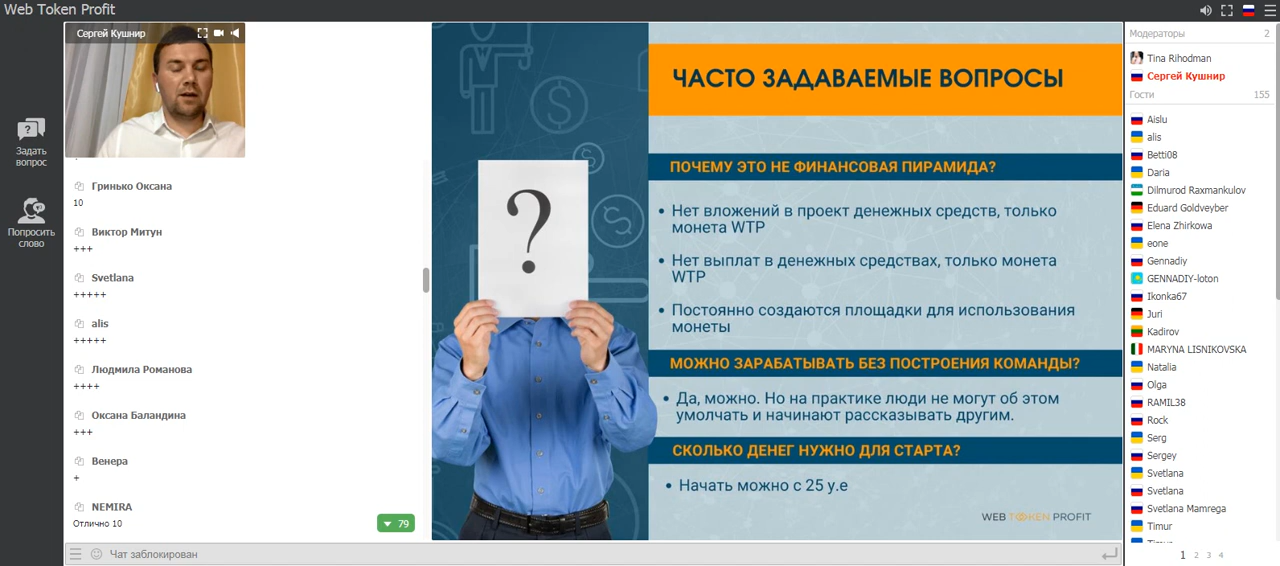 Web Token Profit
Сергей Кушнир
Задать
вопрос
Попросить
слово
Гринько Оксана
10
Виктор Митун
+++
Svetlana
+++++
alis
+++++
Людмила Романова
++++
Оксана Баландина
+++
Венера
+
NEMIRA
Отлично 10
79
Чат заблокирован
ЧАСТО ЗАДАВАЕМЫЕ ВОПРОСЫ
?
ПОЧЕМУ ЭТО НЕ ФИНАНСОВАЯ ПИРАМИДА?
• Нет вложений в проект денежных средств, только
монета WTP
• Нет выплат в денежных средствах, только монета
WTP
• Постоянно создаются площадки для использования
монеты
МОЖНО ЗАРАБАТЫВАТЬ БЕЗ ПОСТРОЕНИЯ КОМАНДЫ?
• Да, можно. Но на практике люди не могут об этом
умолчать и начинают рассказывать другим.
СКОЛЬКО ДЕНЕГ НУЖНО ДЛЯ СТАРТА?
• Начать можно с 25 у.е
WEB TOKEN PROFIT
Модераторы 2
Tina Rihodman
Сергей Кушнир
Гости 155
Aislu
alis
Betti08
Daria
Dilmurod Raxmankulov
Eduard Goldveyber
Elena Zhirkowa
eone
Gennadiy
GENNADIY-loton
Ikonka67
Juri
Kadirov
MARYNA LISNIKOVSKA
Natalia
Olga
RAMIL38
Rock
Serg
Sergey
Svetlana
Svetlana
Svetlana Mamrega
Timur
1 2 3 4